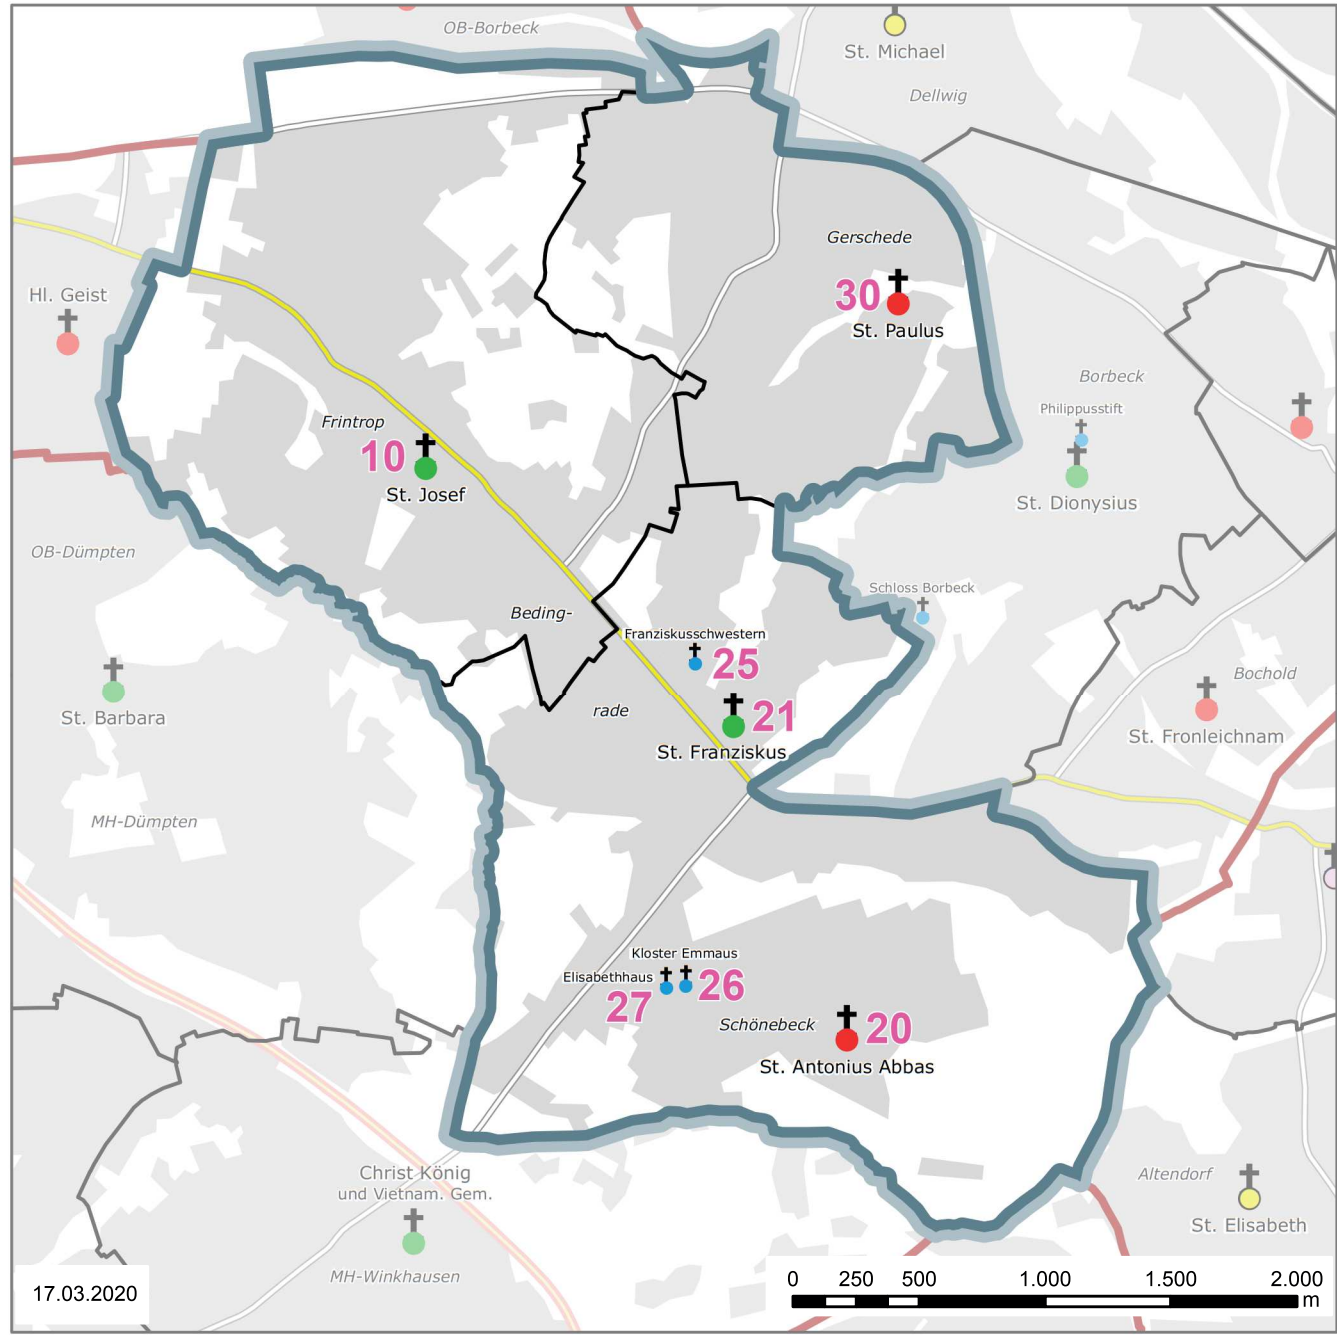 OB-Borbeck
St. Michael
Dellwig
Gerschede
30
St. Paulus
Hl. Geist
Borbeck
Philippusstift
St. Dionysius
Frintrop
10
St. Josef
OB-Dümpten
Schloss Borbeck
Beding-
Franziskusschwestern
25
Bochold
St. Barbara
rade
21
St. Franziskus
St. Fronleichnam
MH-Dümpten
Kloster Emmaus
Elisabethhaus
26
27
Schönebeck
20
St. Antonius Abbas
Christ König
und Vietnam. Gem.
Altendorf
St. Elisabeth
MH-Winkhausen
17.03.2020
0 250 500 1.000 1.500 2.000
m